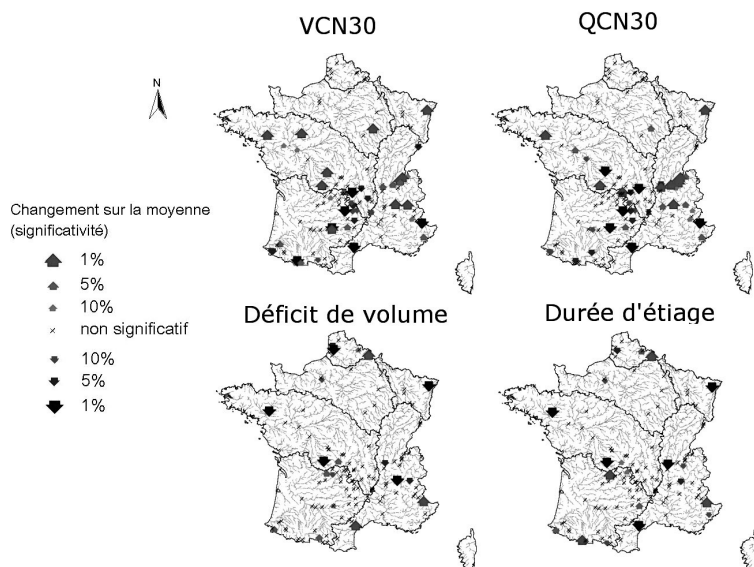 VCN30
QCN30
N
Changement sur la moyenne
(significativité)
1%
5%
10%
non significatif
10%
5%
1%
Déficit de volume
Durée d'étiage